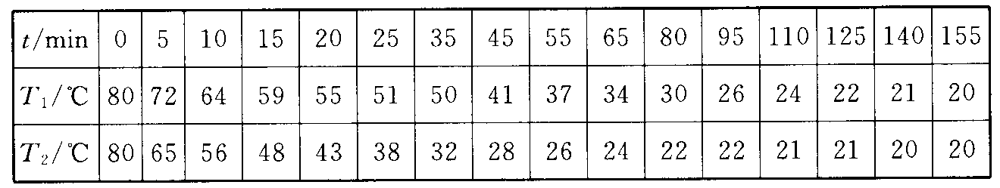 t/min 0 5 10 15 20 25 35 45 55 65 80 95 110 125 140 155
T₁/℃ 80 72 64 59 55 51 50 41 37 34 30 26 24 22 21 20
T₂/℃ 80 65 56 48 43 38 32 28 26 24 22 22 21 21 20 20